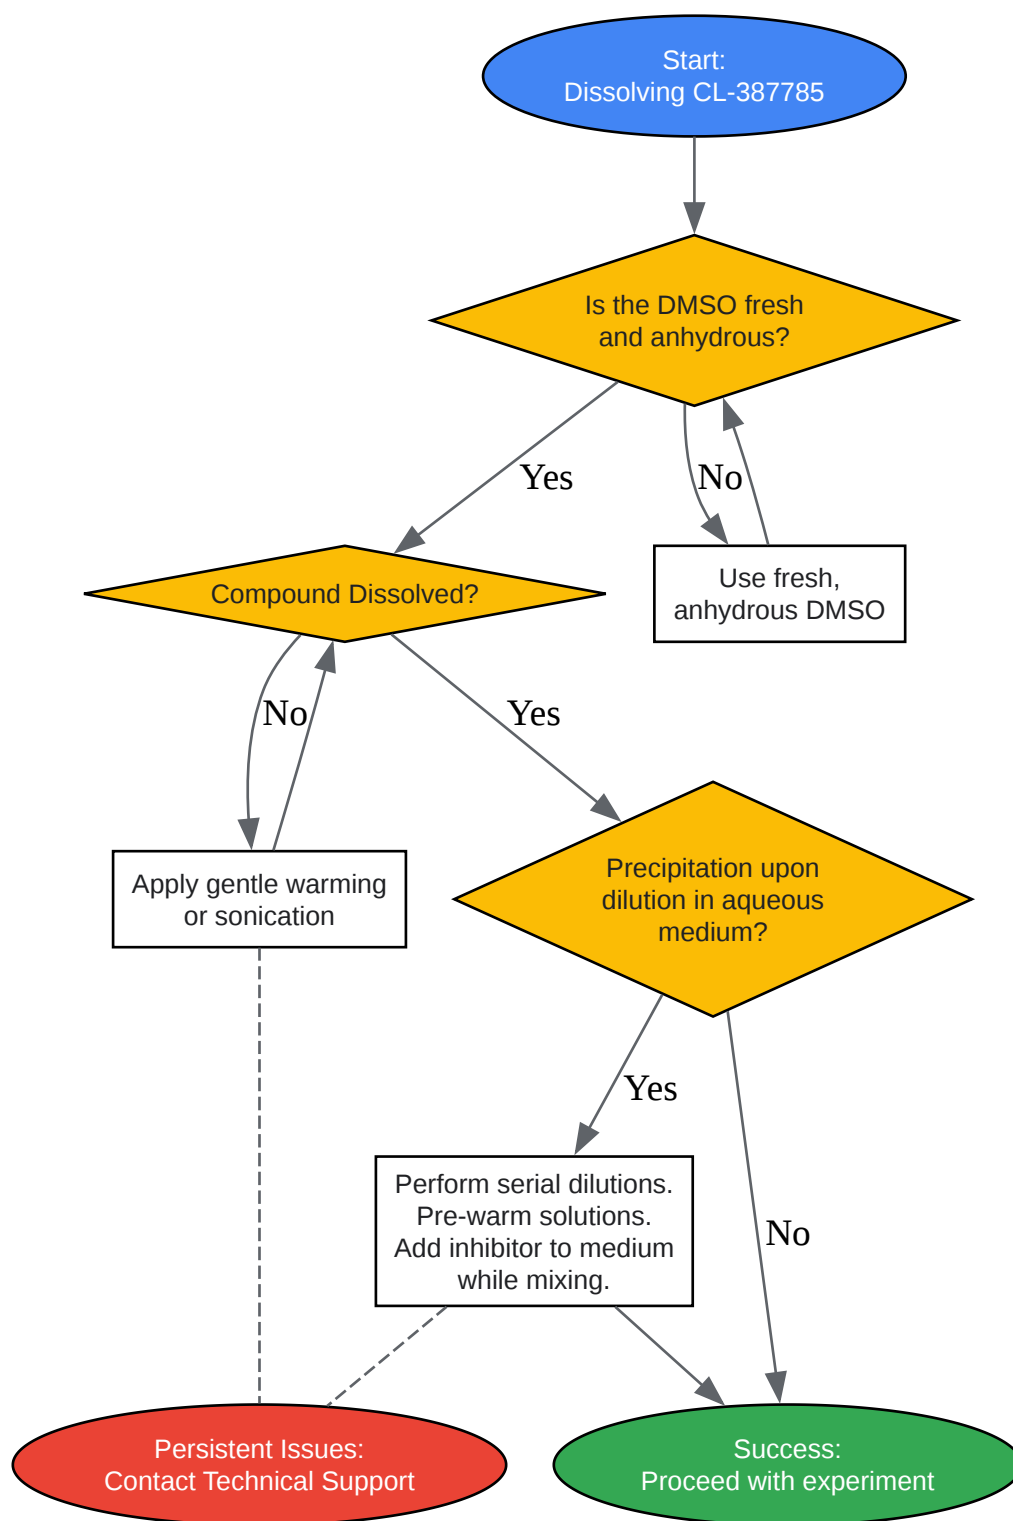 Start:
Dissolving CL-387785
Is the DMSO fresh
and anhydrous?
Yes
No
Use fresh,
anhydrous DMSO
Compound Dissolved?
No
Yes
Apply gentle warming
or sonication
Precipitation upon
dilution in aqueous
medium?
Yes
No
Perform serial dilutions.
Pre-warm solutions.
Add inhibitor to medium
while mixing.
Persistent Issues:
Contact Technical Support
Success:
Proceed with experiment